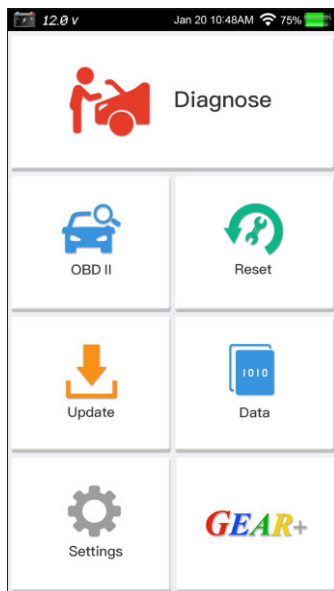 12.0 v Jan 20 10:48AM 75%
Diagnose
OBD II Reset
1010
Update Data
Settings GEAR+